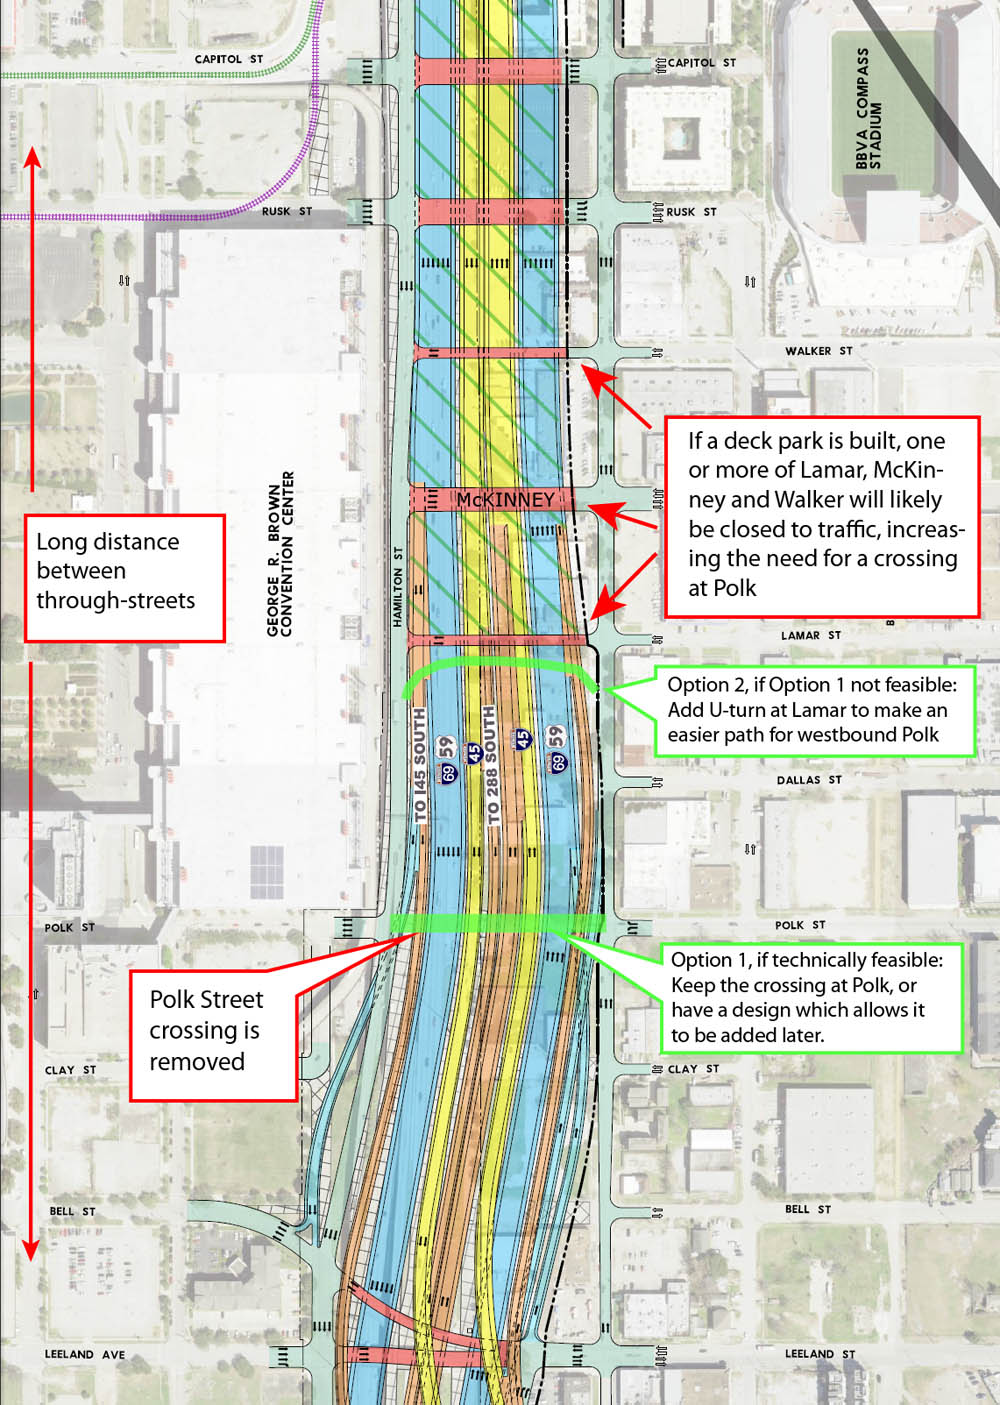 CAPITOL ST
CAPITOL ST
BBVA COMPASS
STADIUM
RUSK ST
RUSK ST
WALKER ST
If a deck park is built, one
or more of Lamar, McKin-
ney and Walker will likely
be closed to traffic, increas-
ing the need for a crossing
at Polk
McKINNEY
Long distance
between
through-streets
GEORGE R. BROWN
CONVENTION CENTER
HAMILTON ST
B
LAMAR ST
Option 2, if Option 1 not feasible:
Add U-turn at Lamar to make an
easier path for westbound Polk
TO I45 SOUTH
59
69
45
TO 288 SOUTH
45
59
69
DALLAS ST
POLK ST
POLK ST
Polk Street
crossing is
removed
Option 1, if technically feasible:
Keep the crossing at Polk, or
have a design which allows it
to be added later.
CLAY ST
CLAY ST
BELL ST
BELL ST
LEELAND AVE
LEELAND ST